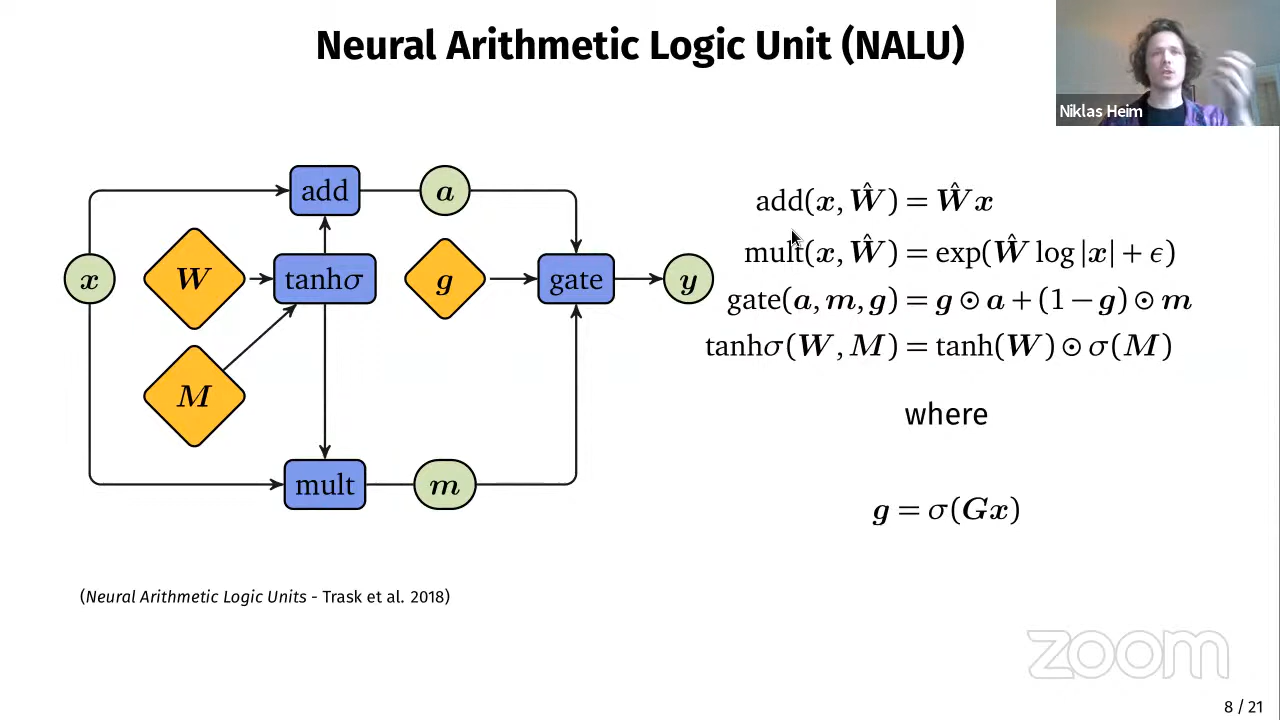 Neural Arithmetic Logic Unit (NALU)
Niklas Heim
add
a
x
W
tanhσ
g
gate
y
M
mult
m
add(x, Ŵ) = Ŵx
mult(x, Ŵ) = exp(Ŵ log |x| + ϵ)
gate(a, m, g) = g ⊙ a + (1 − g) ⊙ m
tanhσ(W, M) = tanh(W) ⊙ σ(M)
where
g = σ(Gx)
(Neural Arithmetic Logic Units - Trask et al. 2018)
zoom
8 / 21